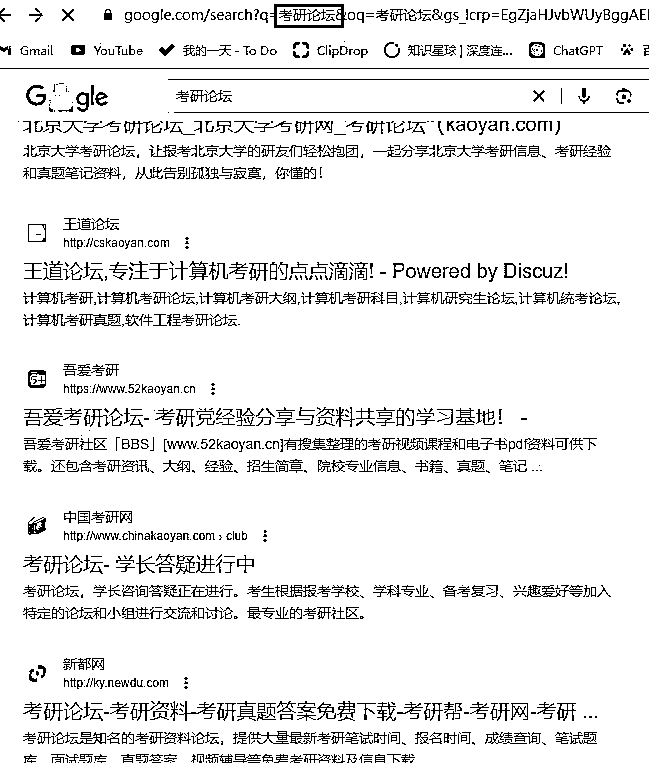 google.com/search?q=考研论坛&oq=考研论坛&gs_lcrp=EgZjaHJvbWUyBggAE
Gmail YouTube 我的一天 - To Do ClipDrop 知识星球 | 深度连... ChatGPT
Google 考研论坛
北京大学考研论坛_北京大学考研网_考研论坛 (kaoyan.com)
北京大学考研论坛，让报考北京大学的研友们轻松抱团，一起分享北京大学考研信息、考研经验
和真题笔记资料，从此告别孤独与寂寞，你懂的！
王道论坛
http://cskaoyan.com
王道论坛,专注于计算机考研的点点滴滴! - Powered by Discuz!
计算机考研,计算机考研论坛,计算机考研大纲,计算机考研科目,计算机研究生论坛,计算机统考论坛,
计算机考研真题,软件工程考研论坛.
吾爱考研
https://www.52kaoyan.cn
吾爱考研论坛- 考研党经验分享与资料共享的学习基地！ -
吾爱考研社区「BBS」[www.52kaoyan.cn]有搜集整理的考研视频课程和电子书pdf资料可供下
载。还包含考研资讯、大纲、经验、招生简章、院校专业信息、书籍、真题、笔记 ...
中国考研网
http://www.chinakaoyan.com › club
考研论坛- 学长答疑进行中
考研论坛，学长咨询答疑正在进行。考生根据报考学校、学科专业、备考复习、兴趣爱好等加入
特定的论坛和小组进行交流和讨论。最专业的考研社区。
新都网
http://ky.newdu.com
考研论坛-考研资料-考研真题答案免费下载-考研帮-考研网-考研 ...
考研论坛是知名的考研资料论坛，提供大量最新考研笔试时间、报名时间、成绩查询、笔试题
库、面试题库、真题答案、视频辅导等免费考研资料及信息下载